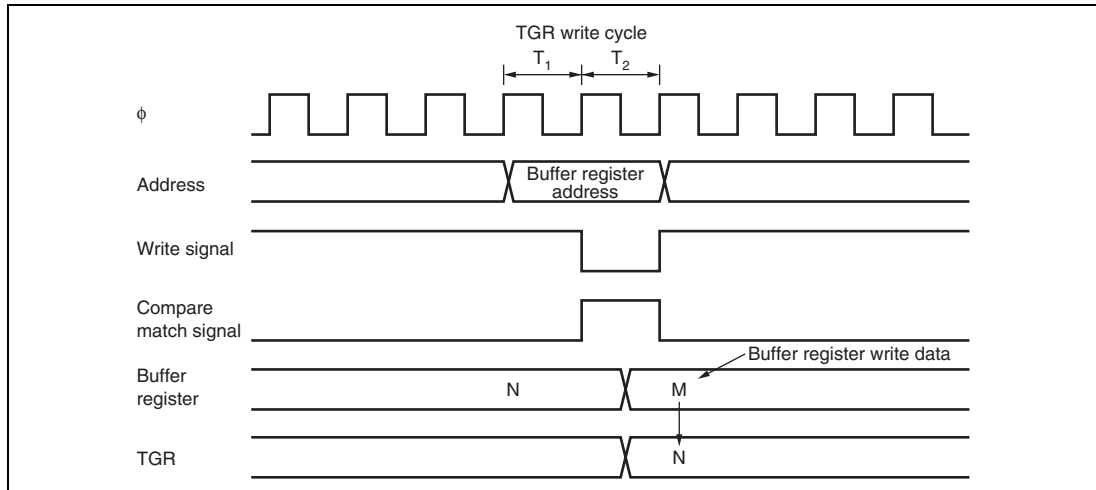 TGR write cycle
T1 T2
ϕ
Address
Buffer register
address
Write signal
Compare
match signal
Buffer register write data
Buffer
register
N M
TGR
N